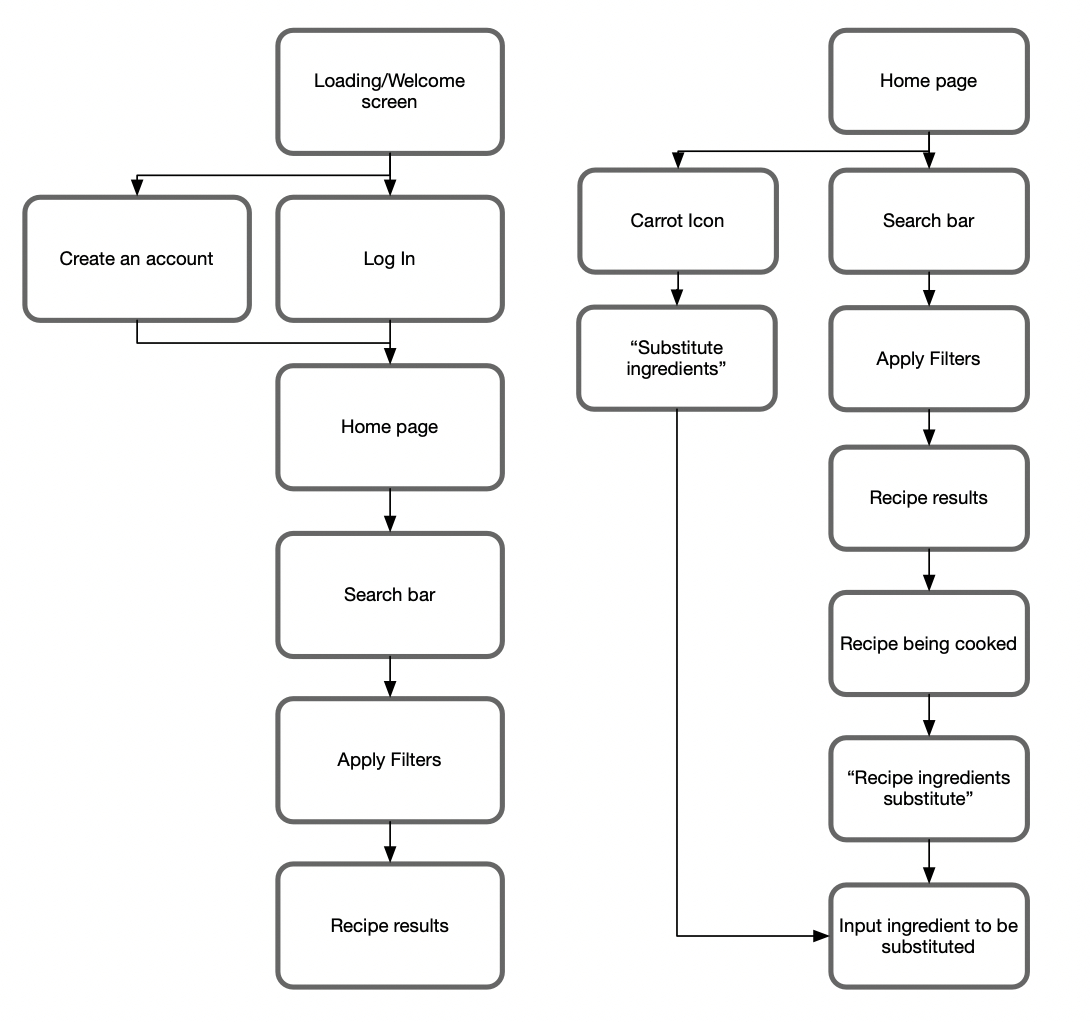 Loading/Welcome
screen
Create an account
Log In
Home page
Search bar
Apply Filters
Recipe results
Home page
Carrot Icon
Search bar
“Substitute
ingredients”
Apply Filters
Recipe results
Recipe being cooked
“Recipe ingredients
substitute”
Input ingredient to be
substituted